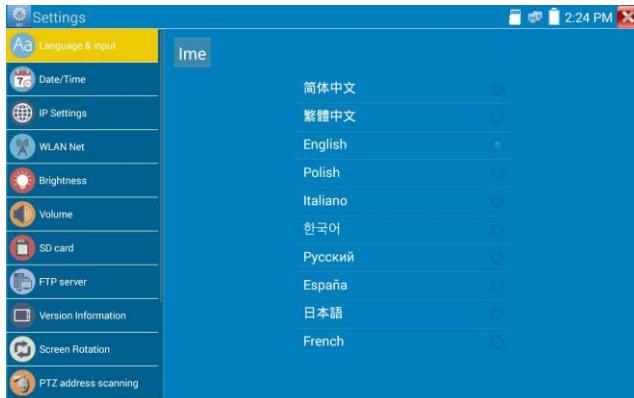 Settings
2:24 PM
Language & input
Date/Time
IP Settings
WLAN Net
Brightness
Volume
SD card
FTP server
Version Information
Screen Rotation
PTZ address scanning
Ime
简体中文
繁體中文
English
Polish
Italiano
한국어
Русский
España
日本語
French